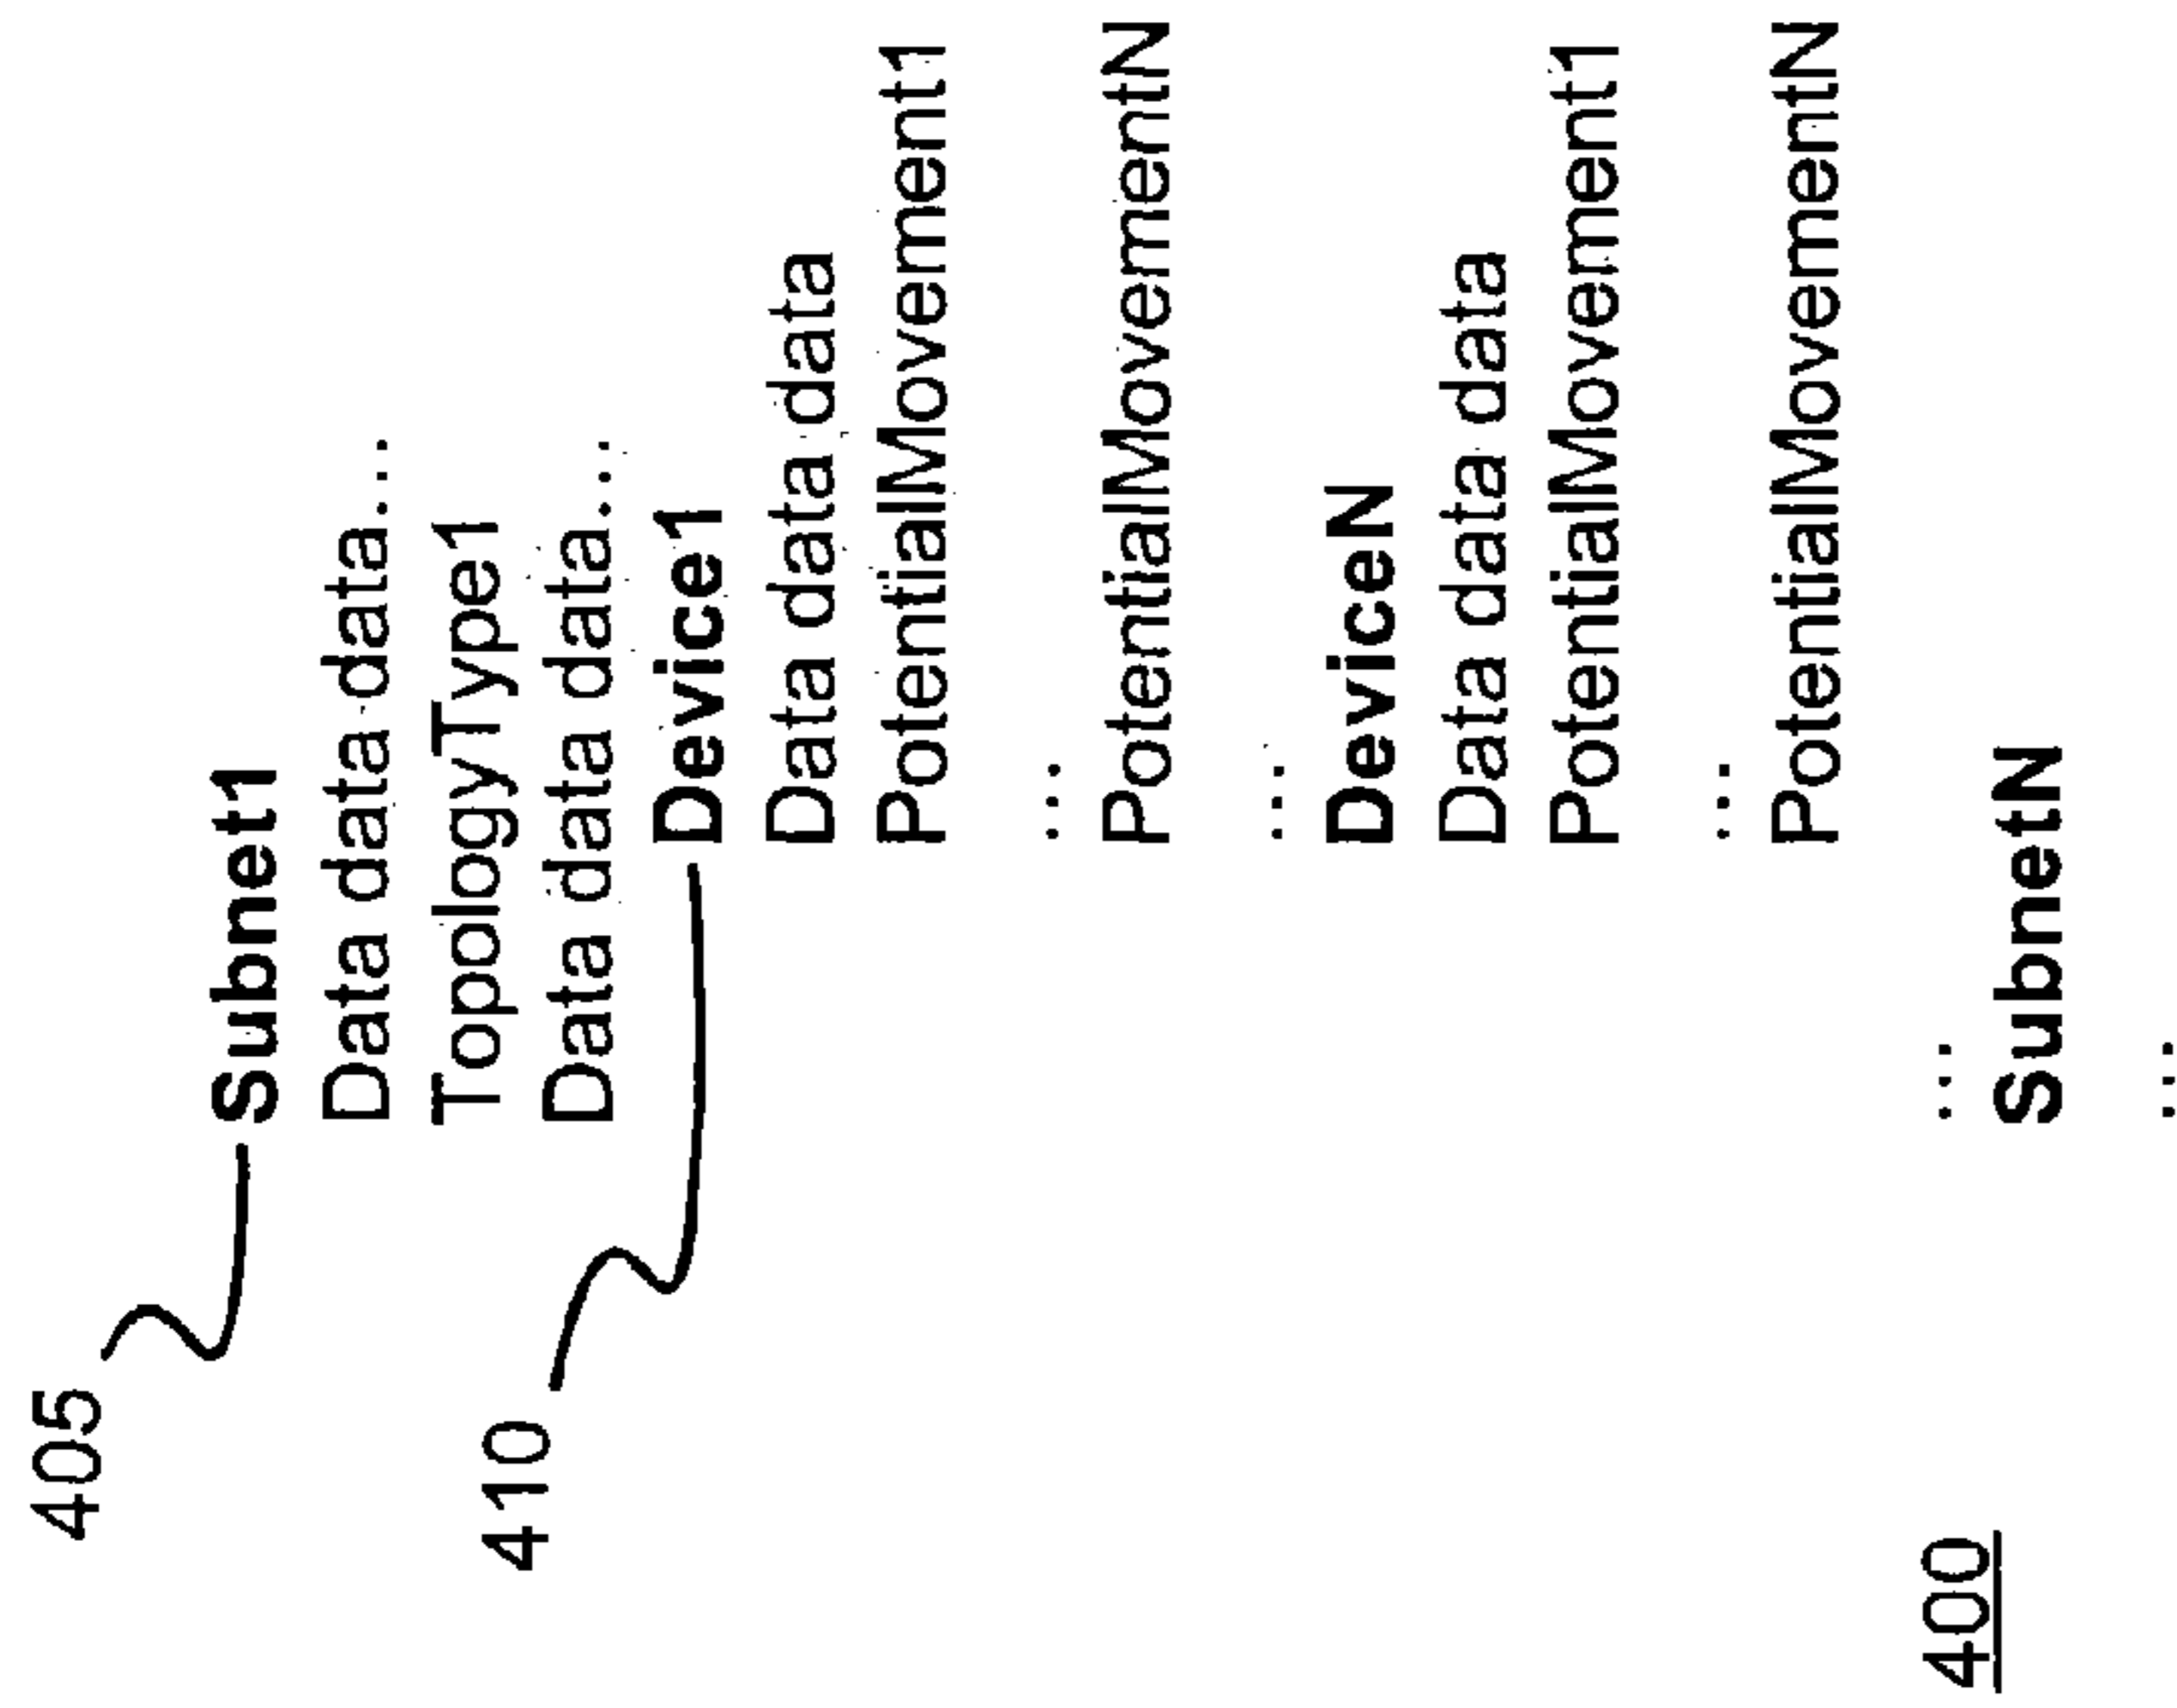 405
Subnet1
Data data data...
TopologyType1
Data data data...
410
Device1
Data data data
PotentialMovement1
...
PotentialMovementN
...
DeviceN
Data data data
PotentialMovement1
...
PotentialMovementN
...
SubnetN
...
400